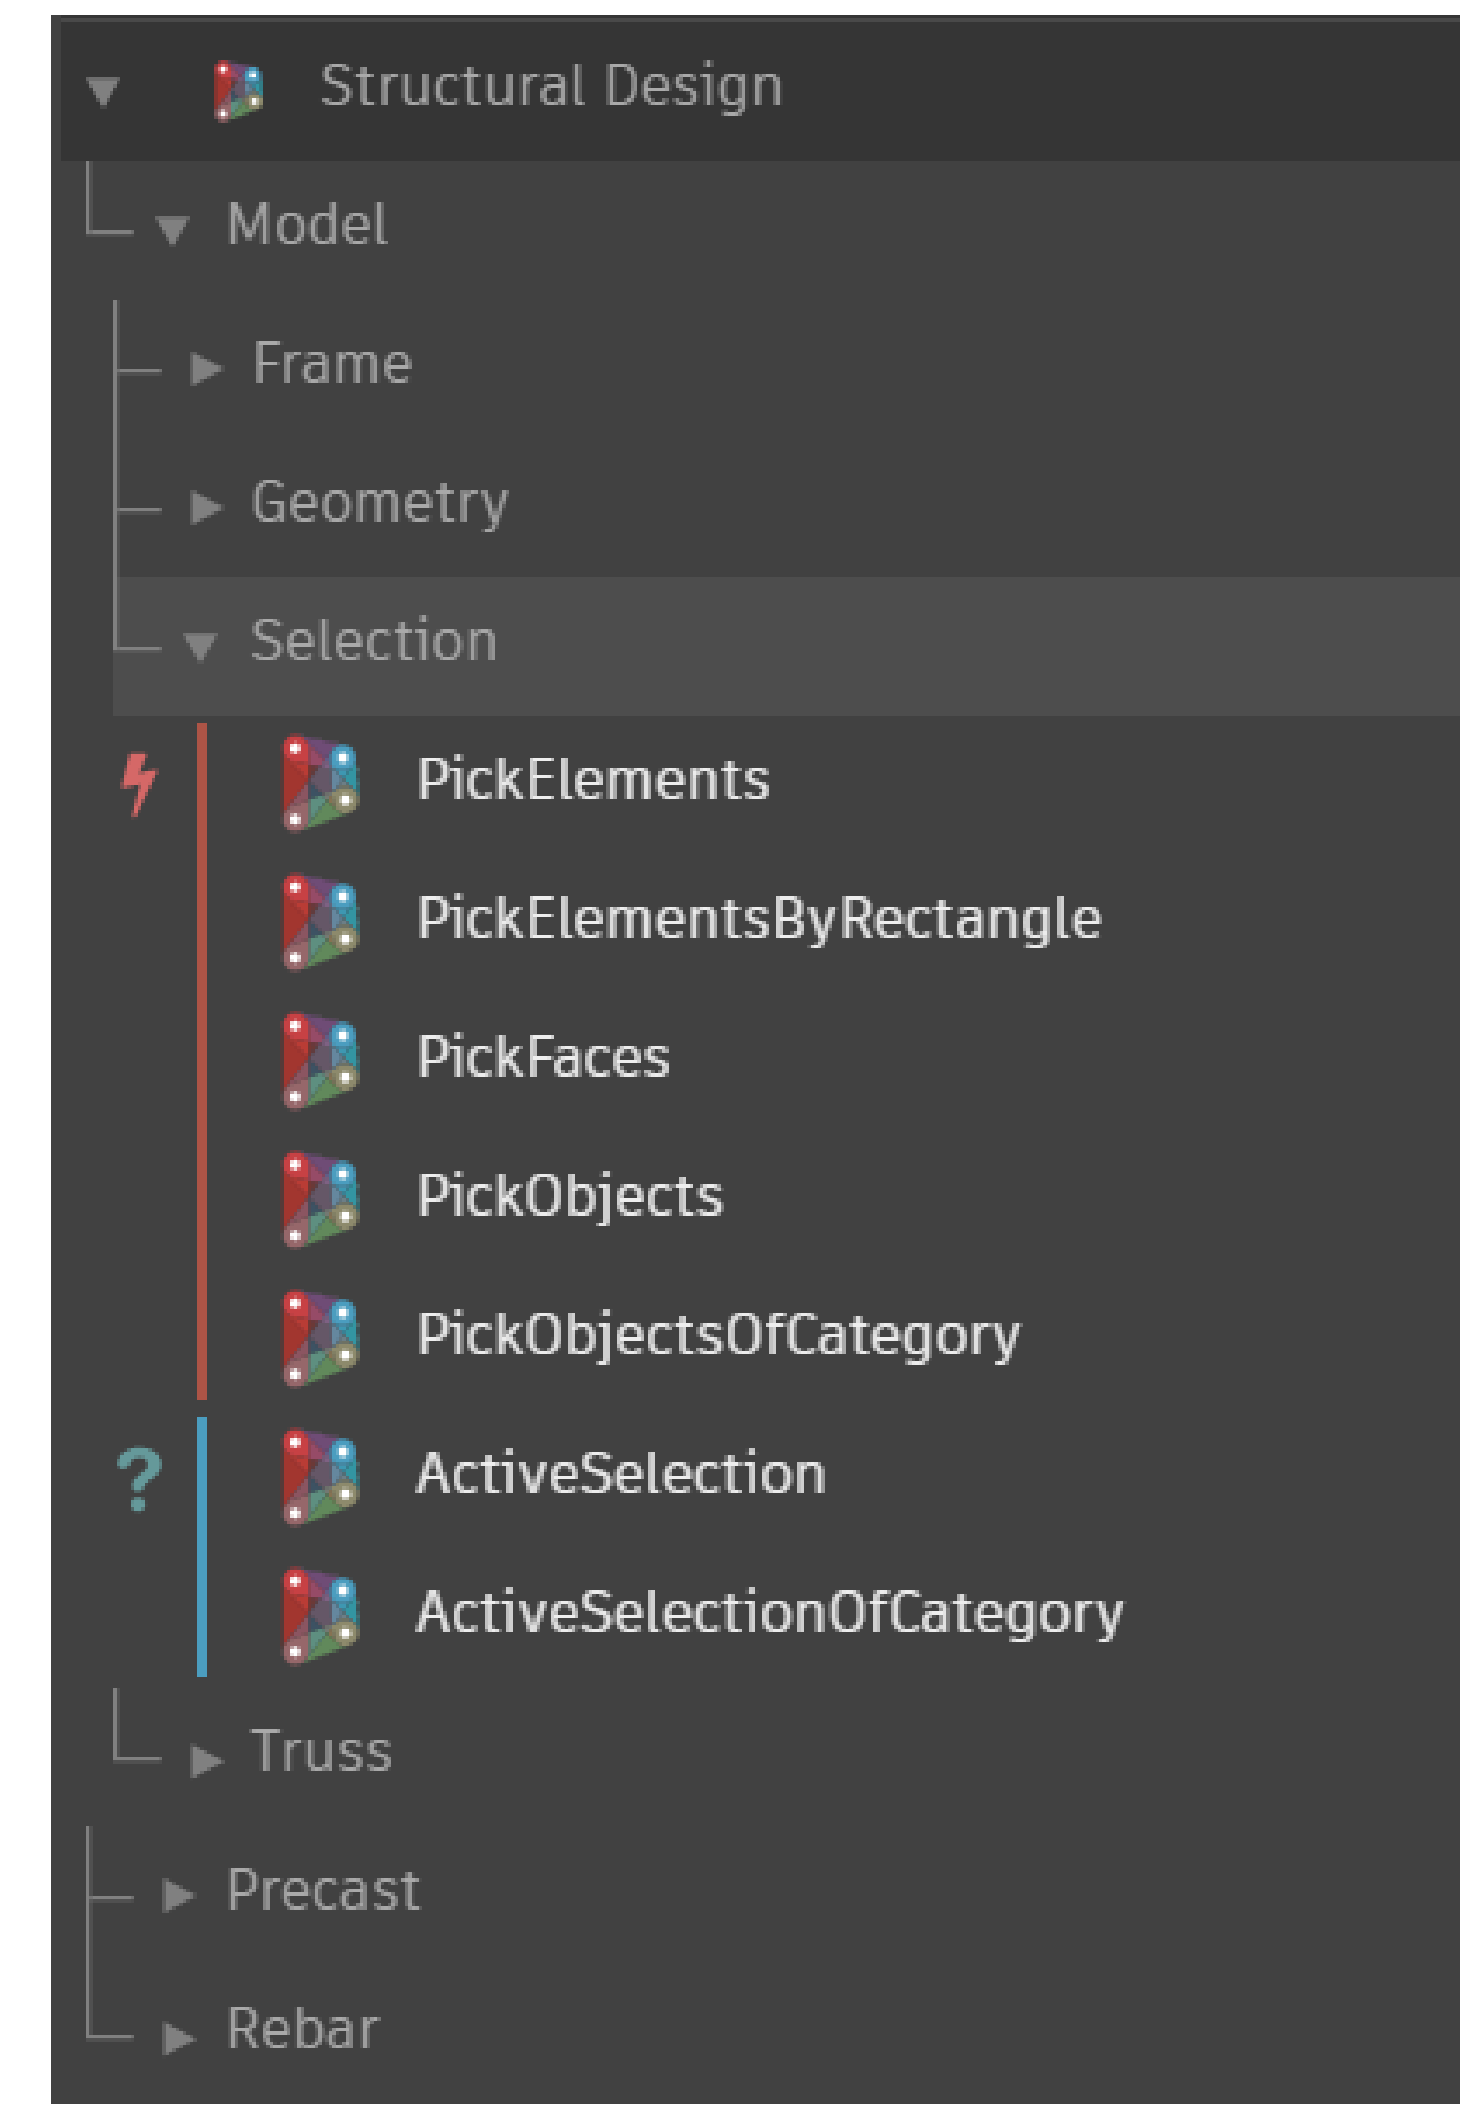 Structural Design
Model
Frame
Geometry
Selection
PickElements
PickElementsByRectangle
PickFaces
PickObjects
PickObjectsOfCategory
? ActiveSelection
ActiveSelectionOfCategory
Truss
Precast
Rebar